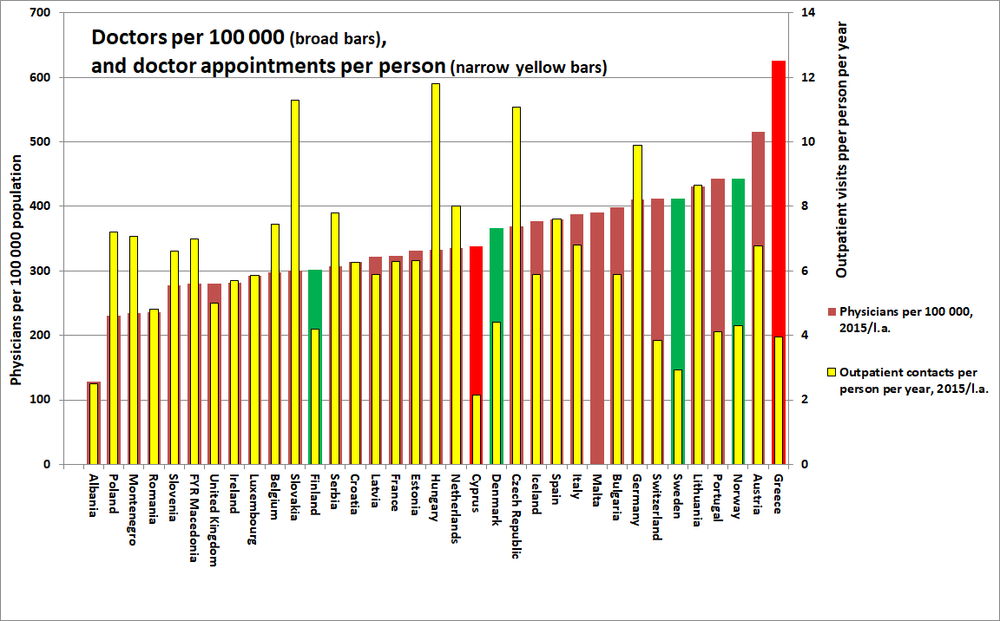 Doctors per 100 000 (broad bars),
and doctor appointments per person (narrow yellow bars)
Physicians per 100 000 population
700
600
500
400
300
200
100
0
14
12
10
8
6
4
2
0
Outpatient visits pper person per year
Albania
Poland
Montenegro
Romania
Slovenia
FYR Macedonia
United Kingdom
Ireland
Luxembourg
Belgium
Slovakia
Finland
Serbia
Croatia
Latvia
France
Estonia
Hungary
Netherlands
Cyprus
Denmark
Czech Republic
Iceland
Spain
Italy
Malta
Bulgaria
Germany
Switzerland
Sweden
Lithuania
Portugal
Norway
Austria
Greece
Physicians per 100 000,
2015/l.a.
Outpatient contacts per
person per year, 2015/l.a.